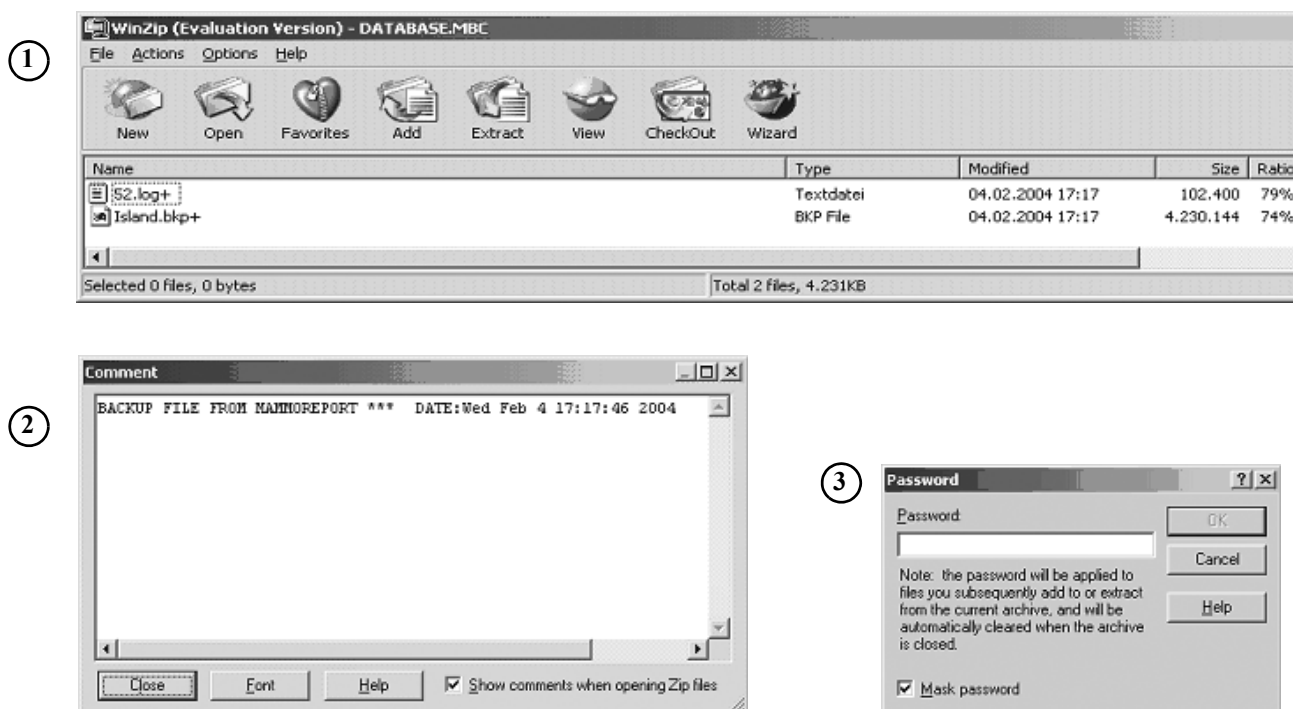 1
WinZip (Evaluation Version) - DATABASE.MBC
File Actions Options Help
New Open Favorites Add Extract View CheckOut Wizard
Name Type Modified Size Ratio
52.log+ Textdatei 04.02.2004 17:17 102.400 79%
Island.bkp+ BKP File 04.02.2004 17:17 4.230.144 74%
Selected 0 files, 0 bytes Total 2 files, 4.231KB
2
Comment
BACKUP FILE FROM MAMMOREPORT *** DATE:Wed Feb 4 17:17:46 2004
Close Font Help Show comments when opening Zip files
3
Password
Password:
OK
Cancel
Help
Note: the password will be applied to
files you subsequently add to or extract
from the current archive, and will be
automatically cleared when the archive
is closed.
Mask password